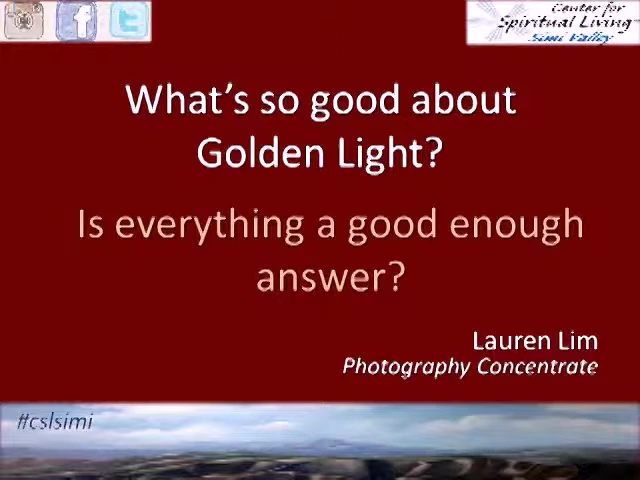 Center for
Spiritual Living
Simi Valley
What's so good about
Golden Light?
Is everything a good enough
answer?
Lauren Lim
Photography Concentrate
#cslsimi